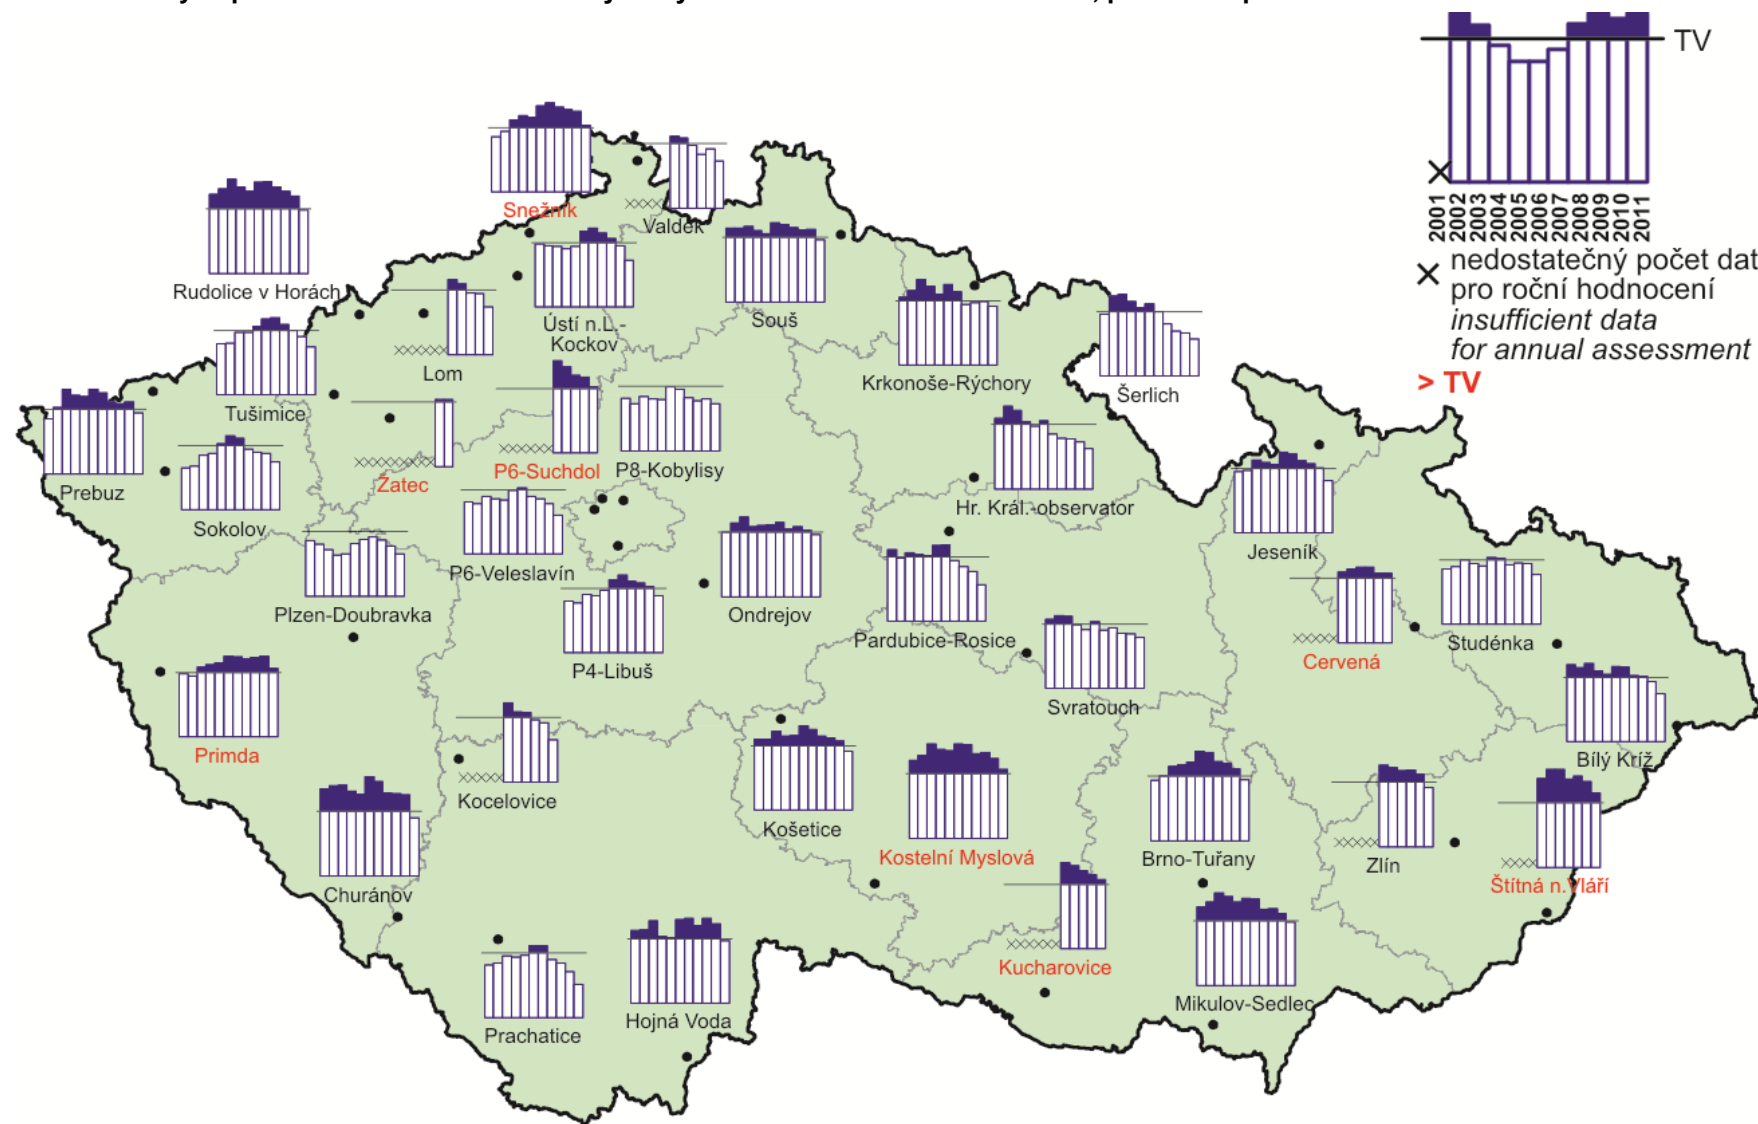 TV
2001 2002 2003 2004 2005 2006 2007 2008 2009 2010 2011
nedostatečný počet dat
pro roční hodnocení
insufficient data
for annual assessment
> TV
Snežník
Valdek
Rudolice v Horách
Ústí n.L.-
Kockov
Souš
Lom
Krkonoše-Rýchory
Šerlich
Tušimice
Prebuz
Sokolov
Žatec
P6-Suchdol
P8-Kobylisy
Hr. Král.-observator
Jeseník
P6-Veleslavín
Plzen-Doubravka
Ondrejov
Pardubice-Rosice
Studénka
P4-Libuš
Červená
Svratouch
Primda
Bílý Kríž
Kocelovice
Košetice
Kostelní Myslová
Brno-Tuřany
Zlín
Štítná n.Vláří
Churánov
Kucharovice
Mikulov-Sedlec
Prachatice
Hojná Voda